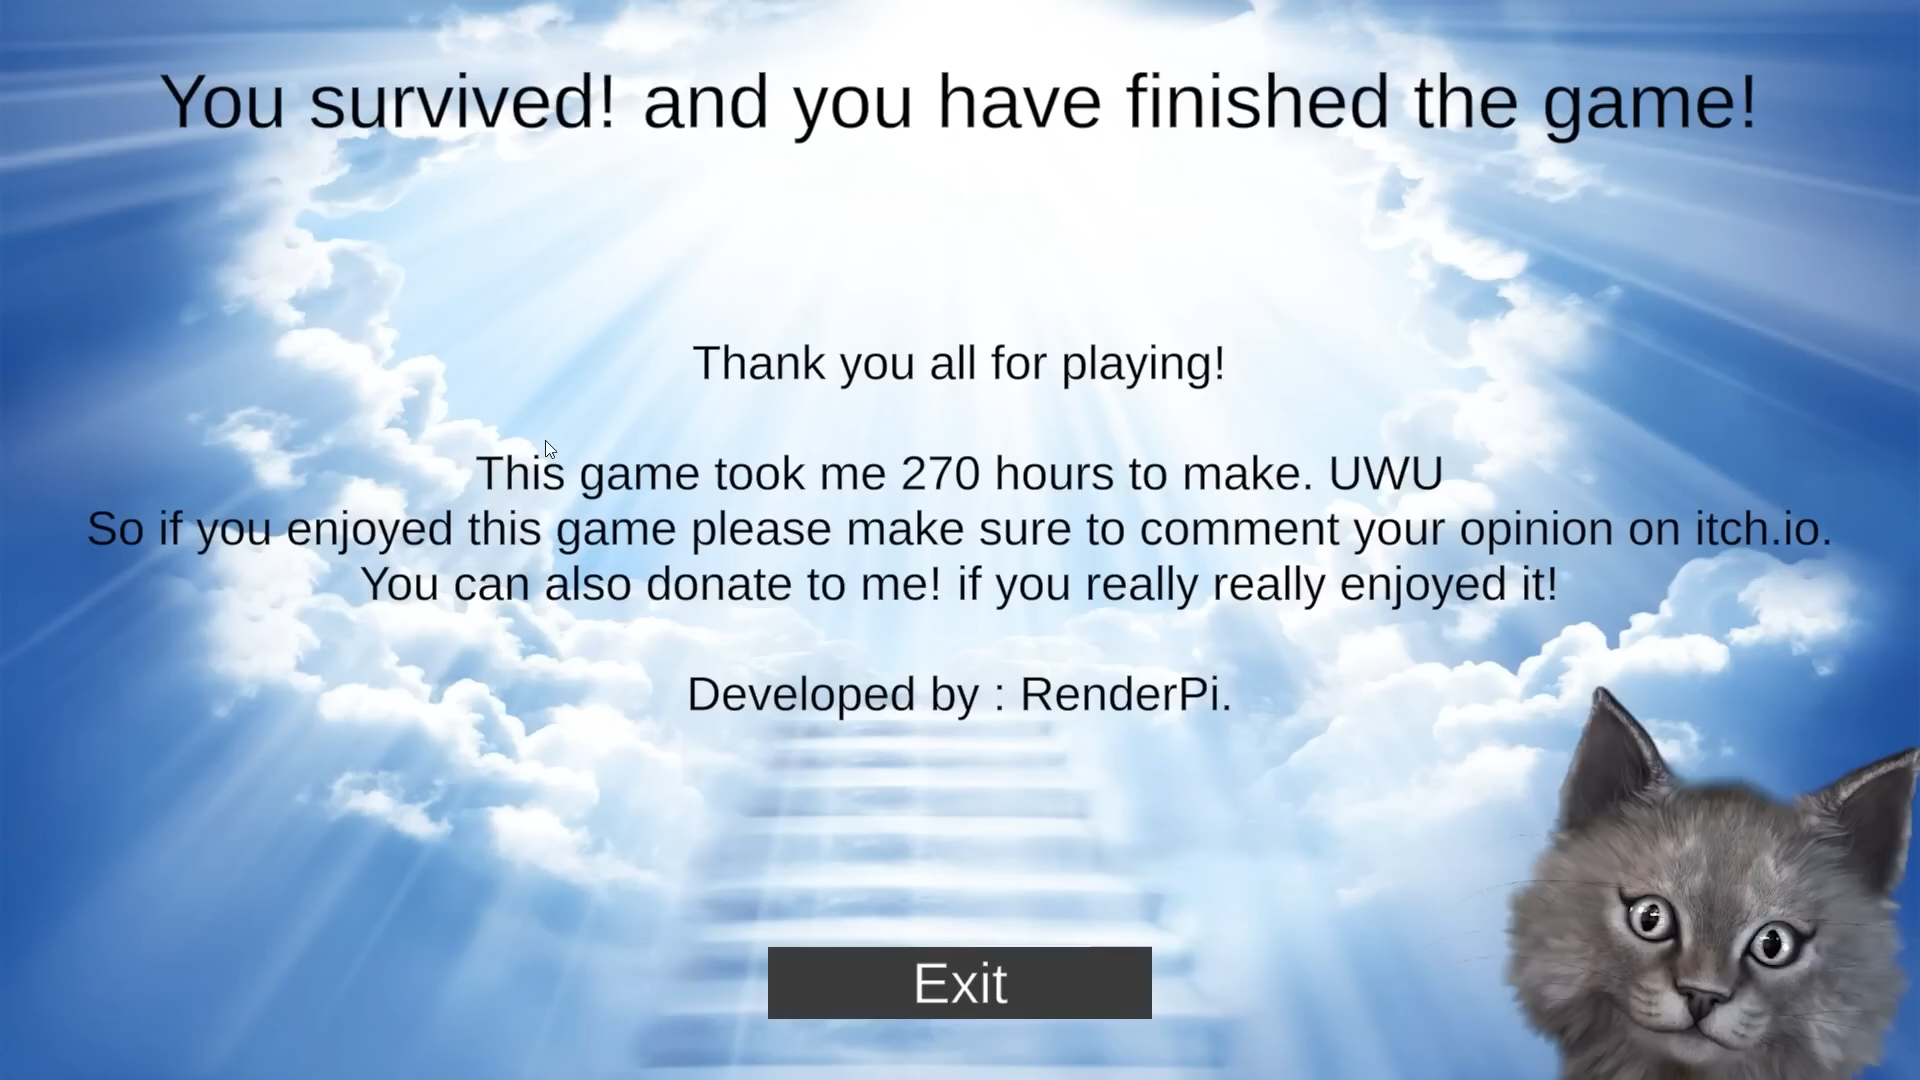 You survived! and you have finished the game!
Thank you all for playing!
This game took me 270 hours to make. UWU
So if you enjoyed this game please make sure to comment your opinion on itch.io.
You can also donate to me! if you really really enjoyed it!
Developed by : RenderPi.
Exit